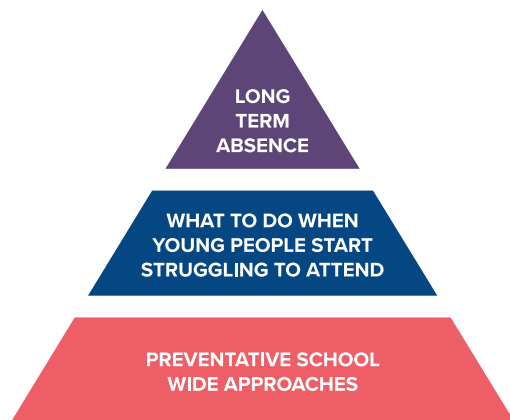 LONG
TERM
ABSENCE
WHAT TO DO WHEN
YOUNG PEOPLE START
STRUGGLING TO ATTEND
PREVENTATIVE SCHOOL
WIDE APPROACHES